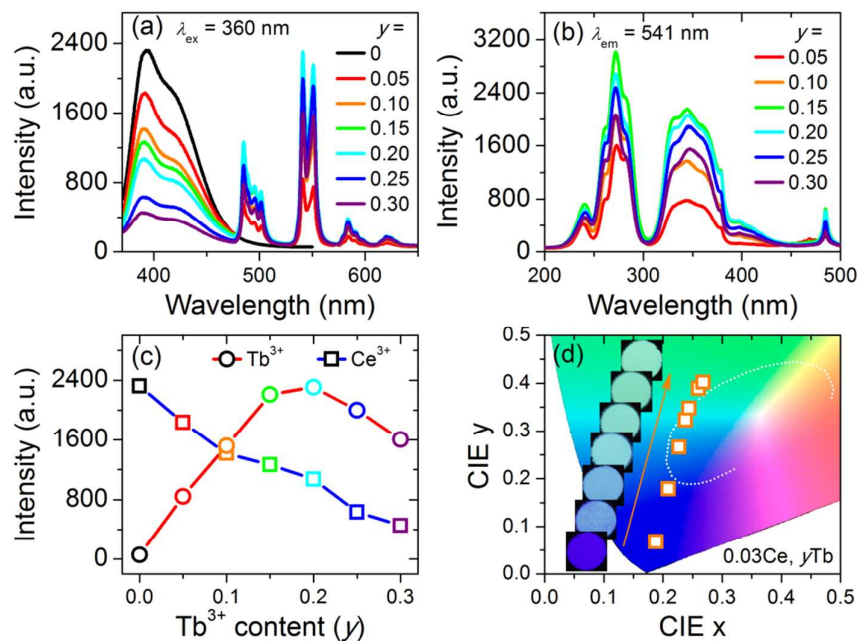 (a) λex = 360 nm y =
0
0.05
0.10
0.15
0.20
0.25
0.30
2400
1600
800
0
Intensity (a.u.)
400 500 600
Wavelength (nm)
(b) λem = 541 nm y =
0.05
0.10
0.15
0.20
0.25
0.30
3200
2400
1600
800
0
Intensity (a.u.)
200 300 400 500
Wavelength (nm)
(c) Tb³⁺ Ce³⁺
2400
1600
800
0
Intensity (a.u.)
0.0 0.1 0.2 0.3
Tb³⁺ content (y)
(d)
0.5
0.4
0.3
0.2
0.1
0.0
CIE y
0.03Ce, yTb
0.0 0.1 0.2 0.3 0.4 0.5
CIE x